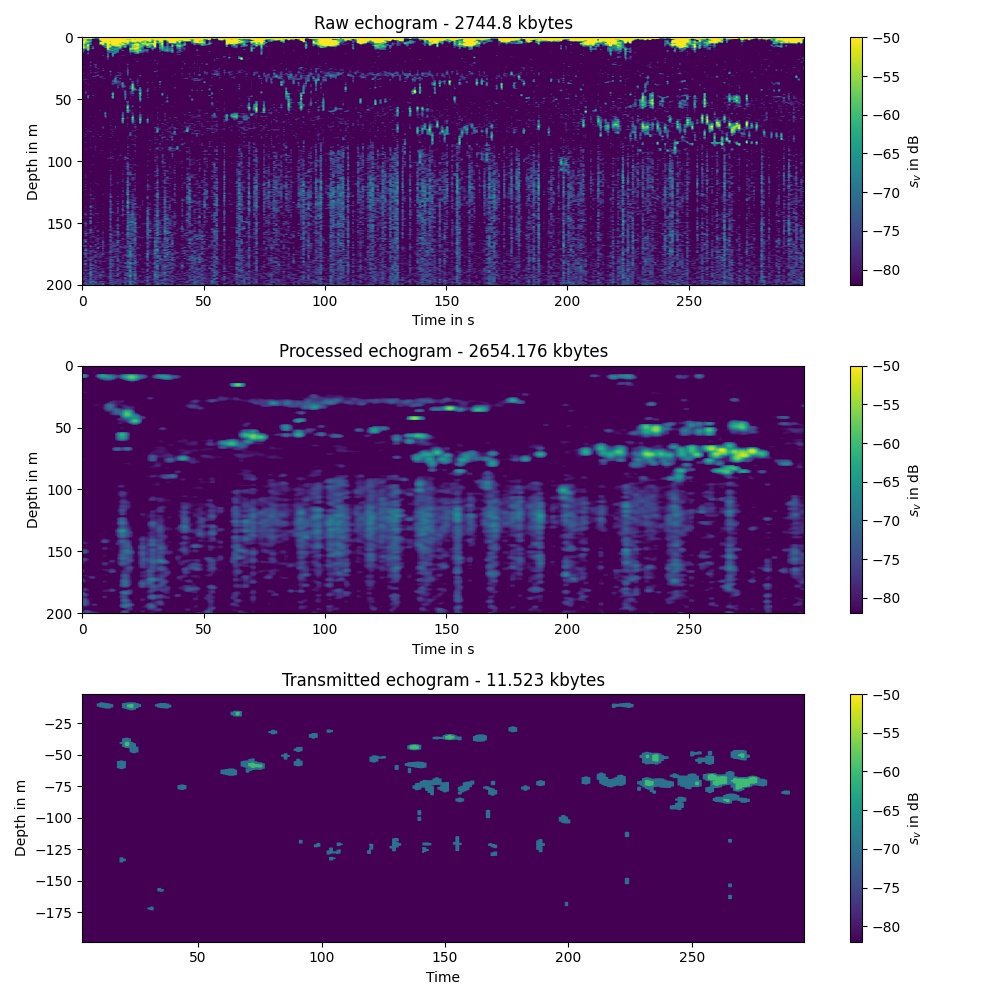 Raw echogram - 2744.8 kbytes
0
50
100
150
200
Depth in m
0 50 100 150 200 250
Time in s
−50
−55
−60
−65
−70
−75
−80
sv in dB
Processed echogram - 2654.176 kbytes
0
50
100
150
200
Depth in m
0 50 100 150 200 250
Time in s
−50
−55
−60
−65
−70
−75
−80
sv in dB
Transmitted echogram - 11.523 kbytes
−25
−50
−75
−100
−125
−150
−175
Depth in m
50 100 150 200 250
Time
−50
−55
−60
−65
−70
−75
−80
sv in dB